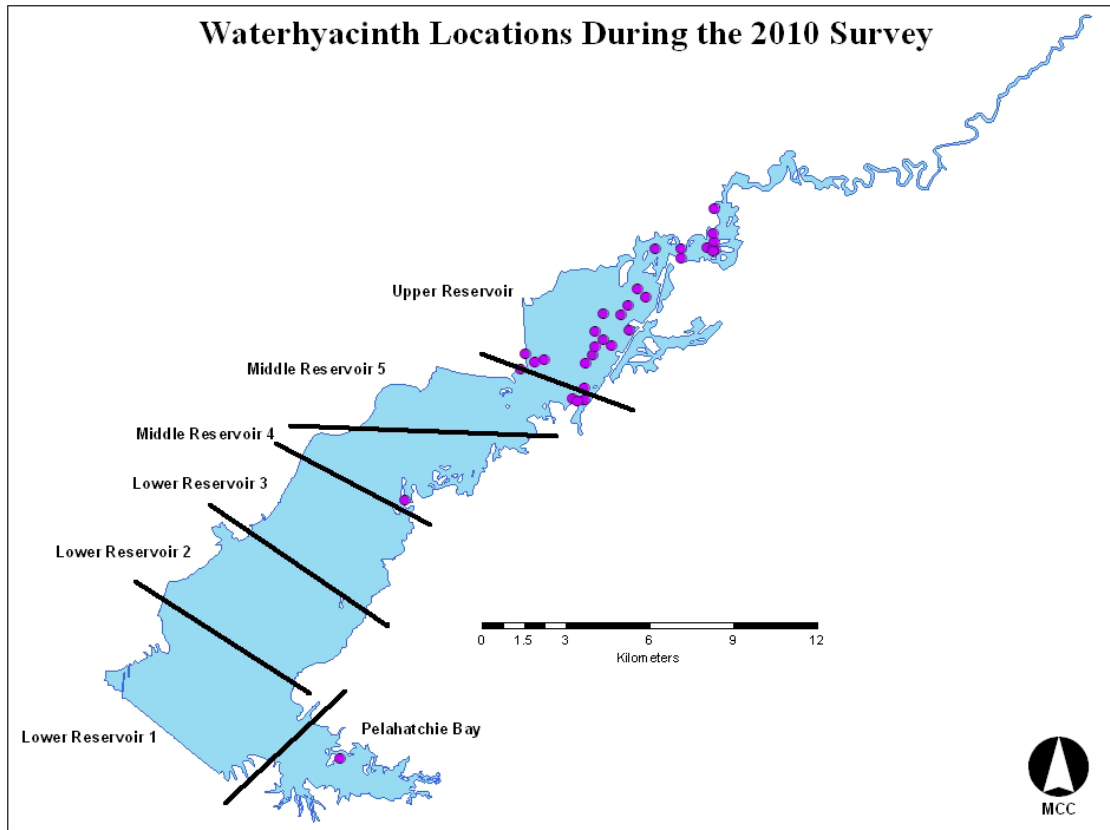 Waterhyacinth Locations During the 2010 Survey
Upper Reservoir
Middle Reservoir 5
Middle Reservoir 4
Lower Reservoir 3
Lower Reservoir 2
0 1.5 3 6 9 12
Kilometers
Pelahatchie Bay
Lower Reservoir 1
MCC